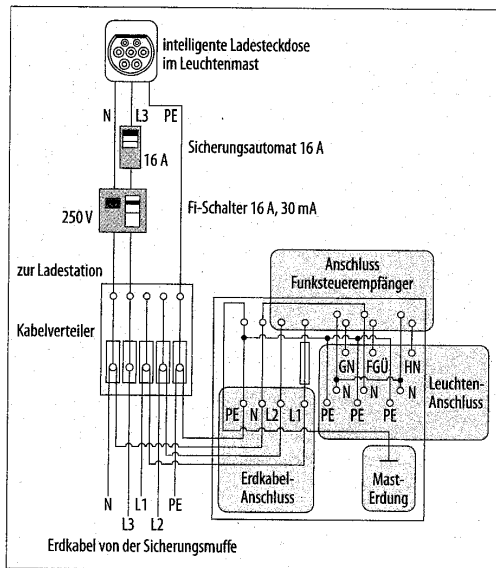 intelligente Ladesteckdose
im Leuchtenmast
N L3 PE
Sicherungsautomat 16 A
16 A
250 V
Fi-Schalter 16 A, 30 mA
zur Ladestation
Kabelverteiler
Anschluss
Funksteuerempfänger
GN FGÜ HN
N N N
Leuchten-
Anschluss
PE N L2 L1
PE PE PE
Erdkabel-
Anschluss
Mast-
Erdung
N L1 PE
L3 L2
Erdkabel von der Sicherungsmuffe